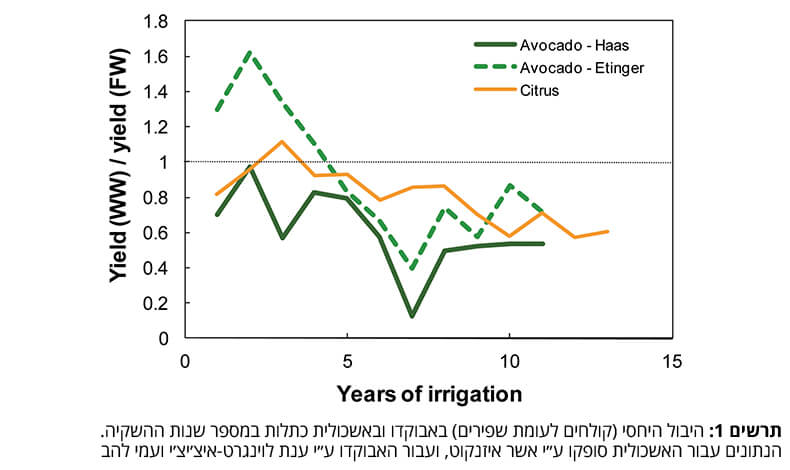 Yield (WW) / yield (FW)
1.8
1.6
1.4
1.2
1
0.8
0.6
0.4
0.2
0
Avocado - Haas
Avocado - Etinger
Citrus
0 5 10 15
Years of irrigation
תרשים 1: היבול היחסי (קולחים לעומת שפירים) באבוקדו ובאשכולית כתלות במספר שנות ההשקיה.
הנתונים עבור האשכולית סופקו ע״י אשר איזנקוט, ועבור האבוקדו ע״י ענת לוינגרט-איצ׳יצ׳י ועמי להב